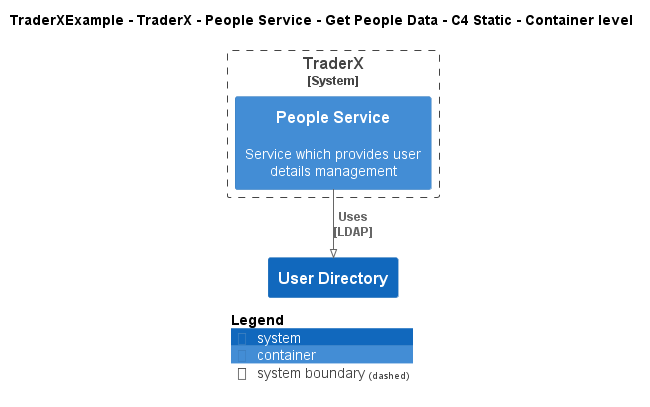 TraderXExample - TraderX - People Service - Get People Data - C4 Static - Container level
TraderX
[System]
People Service
Service which provides user
details management
Uses
[LDAP]
User Directory
Legend
system
container
system boundary (dashed)